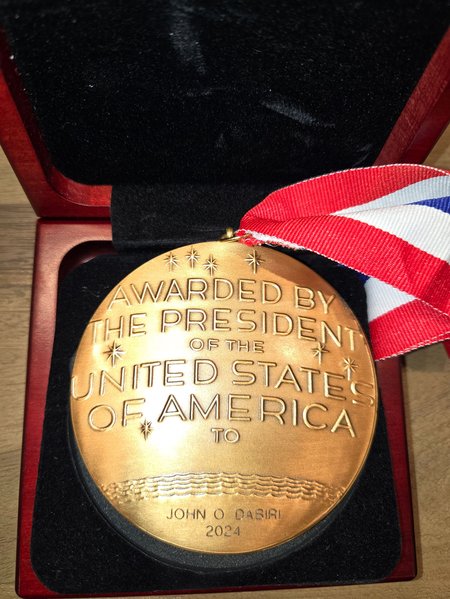 AWARDED BY
THE PRESIDENT
OF THE
UNITED STATES
OF AMERICA
TO
JOHN O. DABIRI
2024